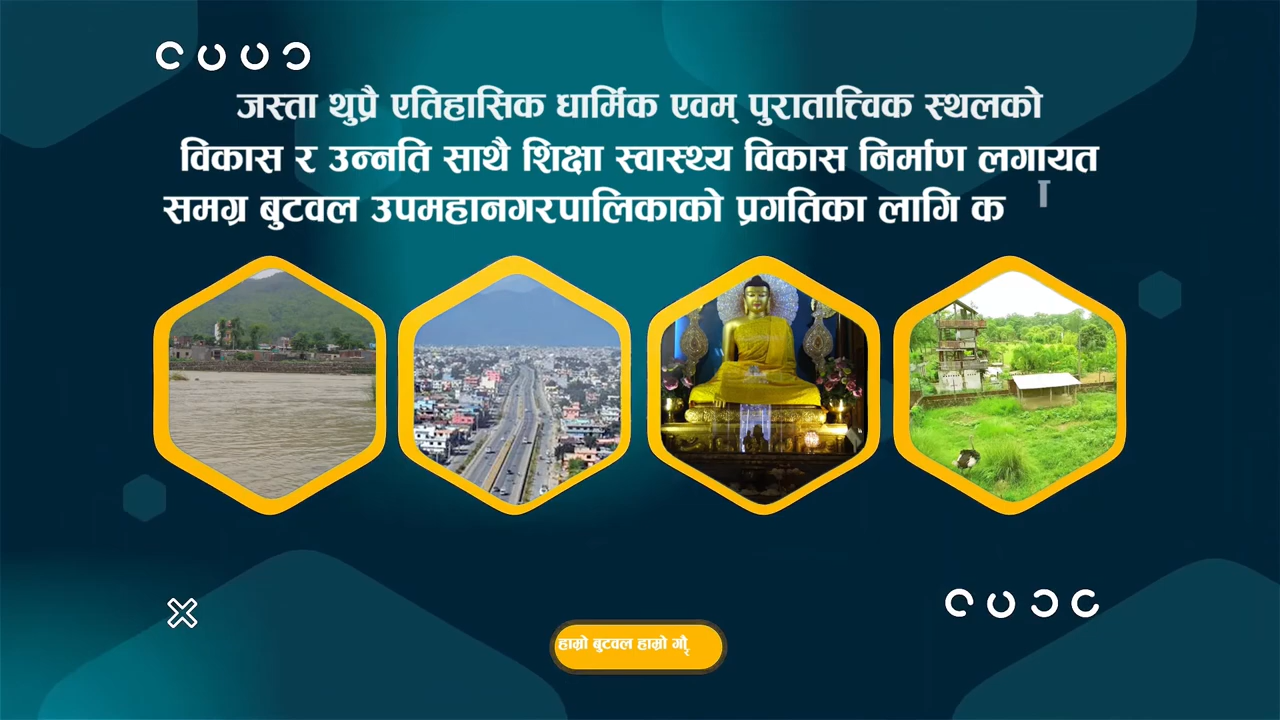 जस्ता थुप्रै एतिहासिक धार्मिक एवम् पुरातात्त्विक स्थलको
विकास र उन्नति साथै शिक्षा स्वास्थ्य विकास निर्माण लगायत
समग्र बुटवल उपमहानगरपालिकाको प्रगतिका लागि क
हाम्रो बुटवल हाम्रो